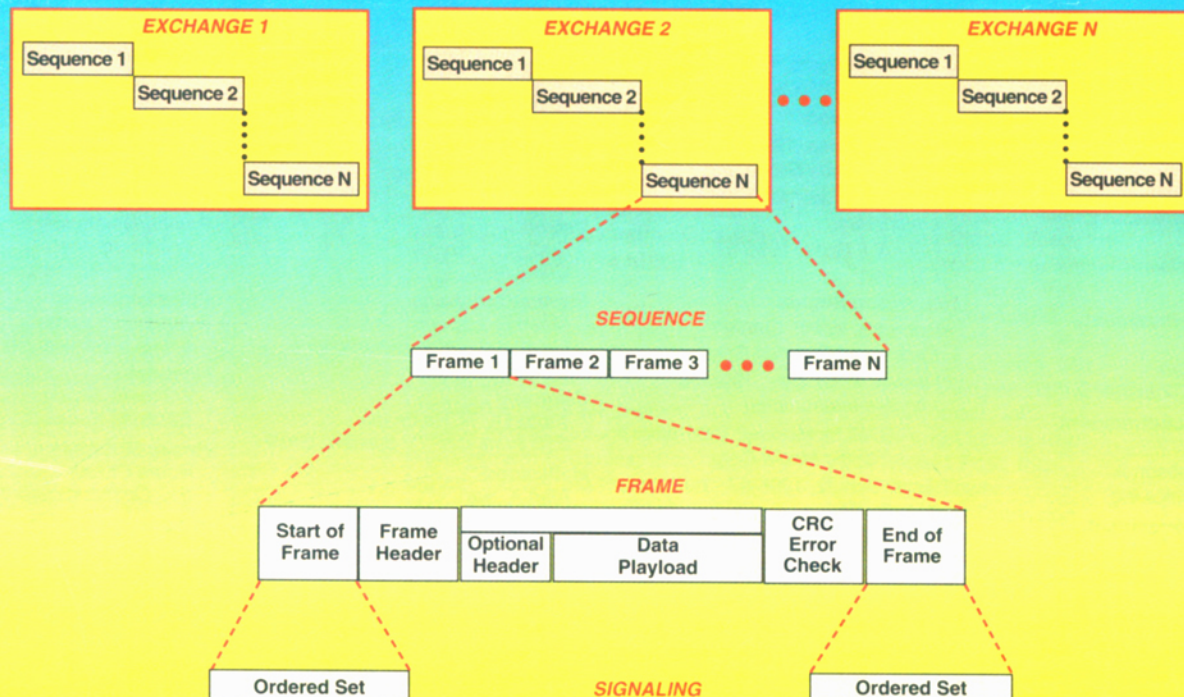 EXCHANGE 1
Sequence 1
Sequence 2
Sequence N
EXCHANGE 2
Sequence 1
Sequence 2
Sequence N
EXCHANGE N
Sequence 1
Sequence 2
Sequence N
SEQUENCE
Frame 1
Frame 2
Frame 3
Frame N
FRAME
Start of
Frame
Frame
Header
Optional
Header
Data
Playload
CRC
Error
Check
End of
Frame
Ordered Set
SIGNALING
Ordered Set